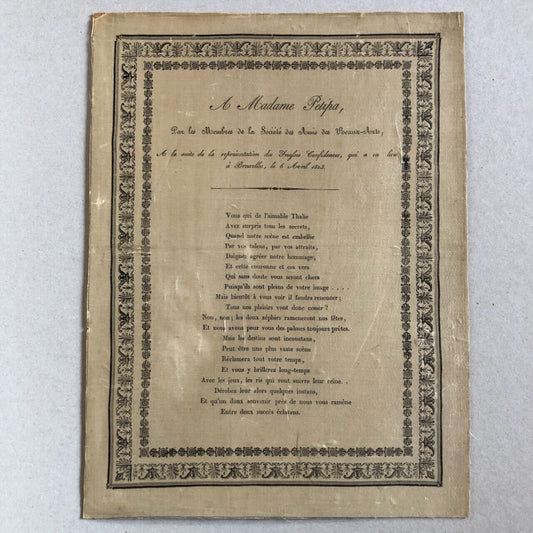 A Madame Petipa,
Par les Membres de la Société des Amis des Beaux-Arts,
A la suite de la représentation des Fausses Confidences, qui a eu lieu
à Bruxelles, le 6 Avril 1823.
Vous qui de l'aimable Thalie
Avez surpris tous les secrets,
Quand notre scène est embellie
Par vos talens, par vos attraits,
Daignez agréer notre hommage,
Et cette couronne et ces vers
Qui sans doute vous seront chers
Puisqu'ils sont pleins de votre image . . . .
Mais bientôt à vous voir il faudra renoncer ;
Tous nos plaisirs vont donc cesser ?
Non, non ; les doux zéphirs rameneront nos fêtes,
Et nous avons pour vous des palmes toujours prêtes.
Mais les destins sont inconstans,
Peut être une plus vaste scène
Réclamera tout votre temps,
Et vous y brillerez long-temps
Avec les jeux, les ris qui vont suivre leur reine. .
Dérobez leur alors quelques instans,
Et qu'un doux souvenir près de nous vous ramène
Entre deux succès éclatans.